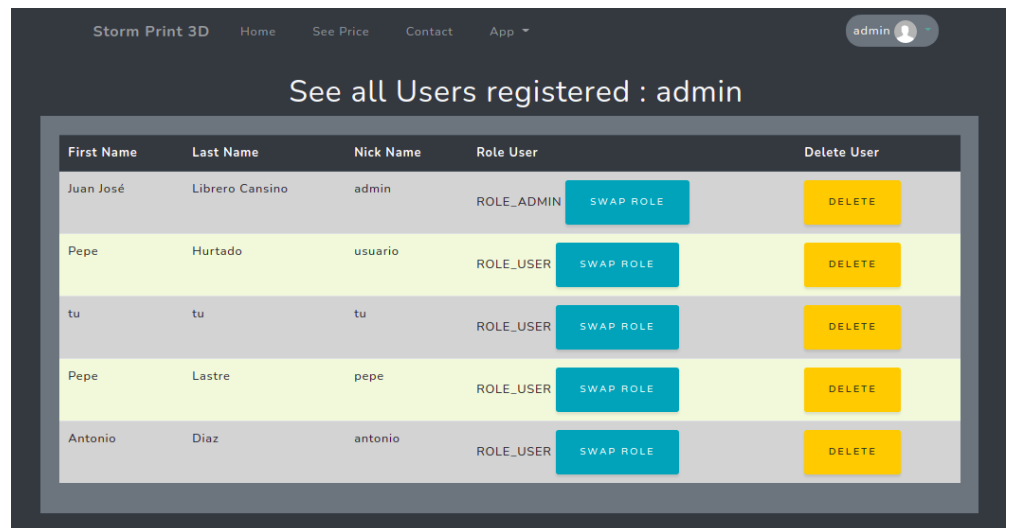 Storm Print 3D Home See Price Contact App admin
See all Users registered : admin
First Name Last Name Nick Name Role User Delete User
Juan José Librero Cansino admin ROLE_ADMIN SWAP ROLE DELETE
Pepe Hurtado usuario ROLE_USER SWAP ROLE DELETE
tu tu tu ROLE_USER SWAP ROLE DELETE
Pepe Lastre pepe ROLE_USER SWAP ROLE DELETE
Antonio Diaz antonio ROLE_USER SWAP ROLE DELETE